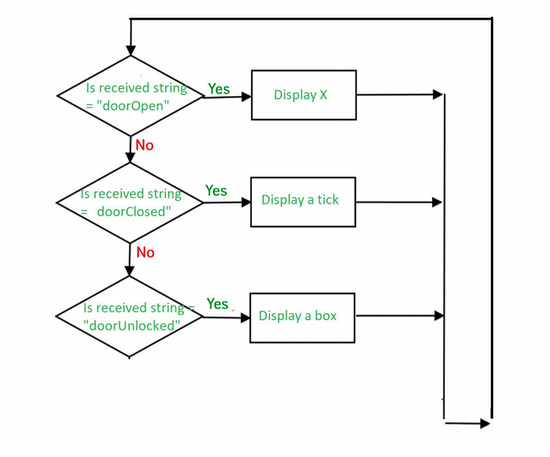 Is received string
= "doorOpen"
Yes
Display X
No
Is received string
= doorClosed"
Yes
Display a tick
No
Is received string =
"doorUnlocked"
Yes
Display a box